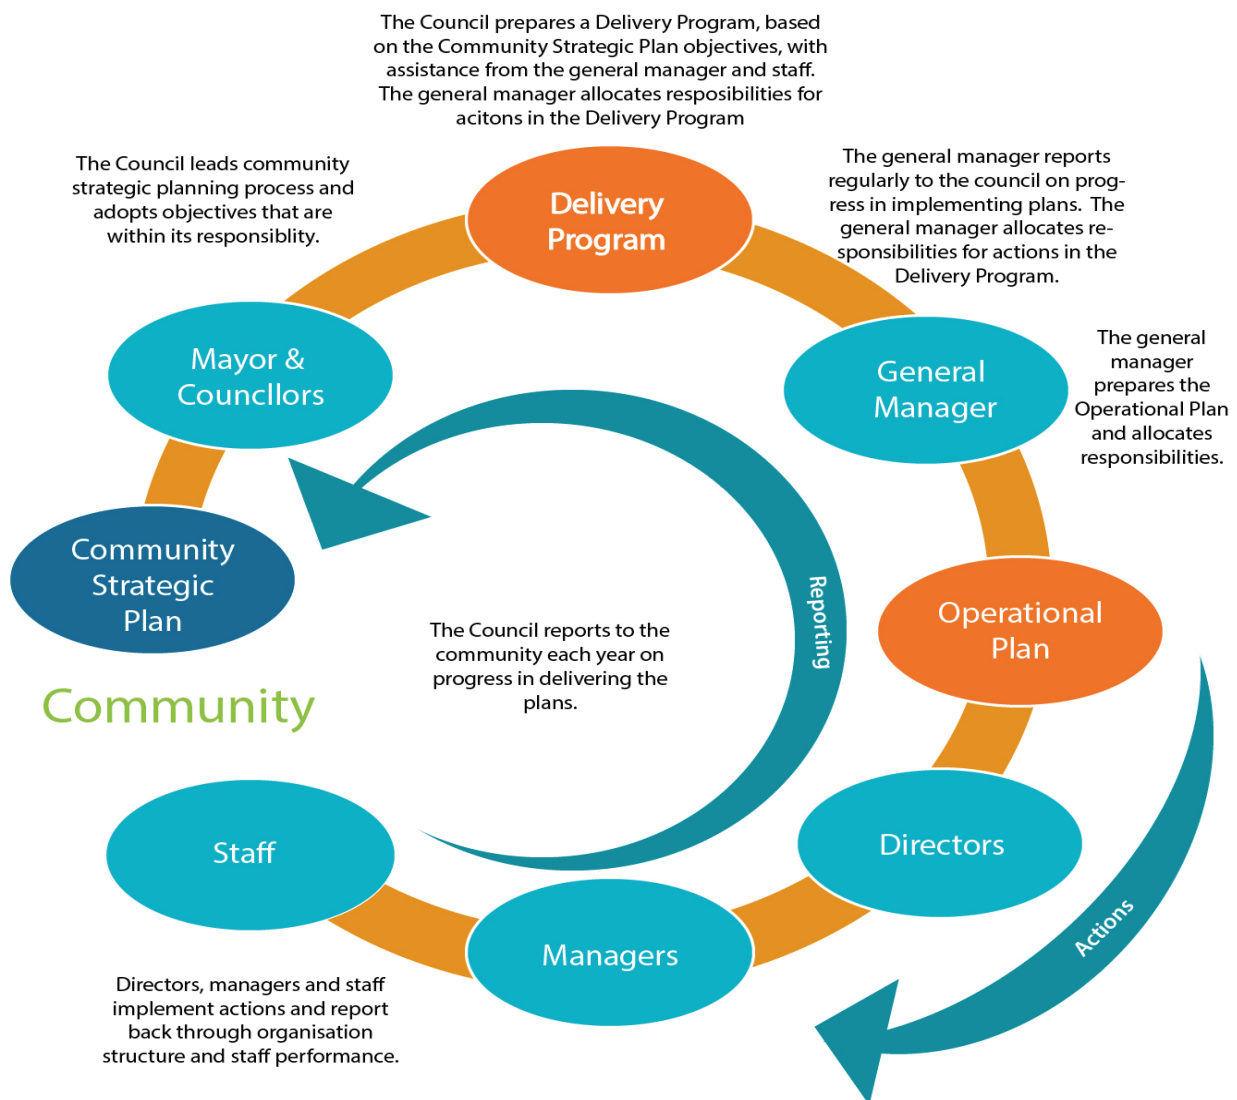 The Council prepares a Delivery Program, based
on the Community Strategic Plan objectives, with
assistance from the general manager and staff.
The general manager allocates resposibilities for
acitons in the Delivery Program
The Council leads community
strategic planning process and
adopts objectives that are
within its responsiblity.
Delivery
Program
The general manager reports
regularly to the council on prog-
ress in implementing plans.  The
general manager allocates re-
sponsibilities for actions in the
Delivery Program.
Mayor &
Councllors
General
Manager
The general
manager
prepares the
Operational Plan
and allocates
responsibilities.
Community
Strategic
Plan
Reporting
Operational
Plan
The Council reports to the
community each year on
progress in delivering the
plans.
Community
Staff
Directors
Managers
Actions
Directors, managers and staff
implement actions and report
back through organisation
structure and staff performance.